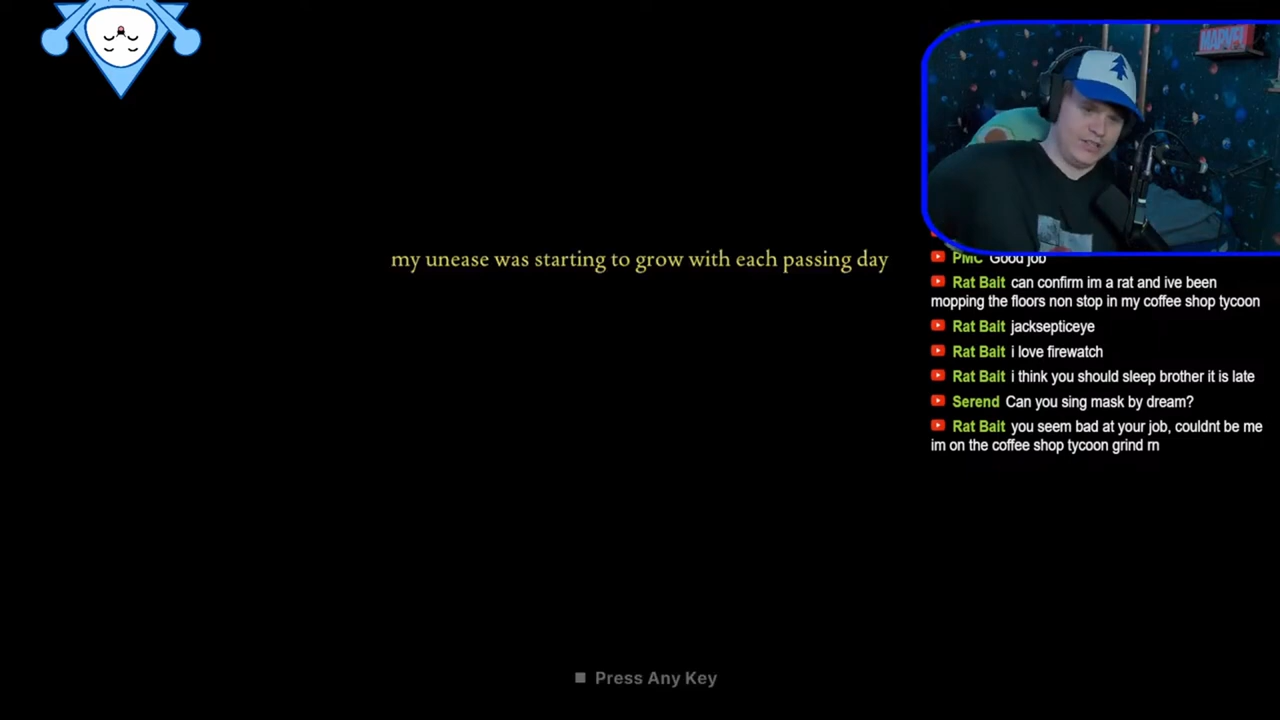 MARVEL
my unease was starting to grow with each passing day
PMC Good job
Rat Bait can confirm im a rat and ive been
mopping the floors non stop in my coffee shop tycoon
Rat Bait jacksepticeye
Rat Bait i love firewatch
Rat Bait i think you should sleep brother it is late
Serend Can you sing mask by dream?
Rat Bait you seem bad at your job, couldnt be me
im on the coffee shop tycoon grind rn
Press Any Key